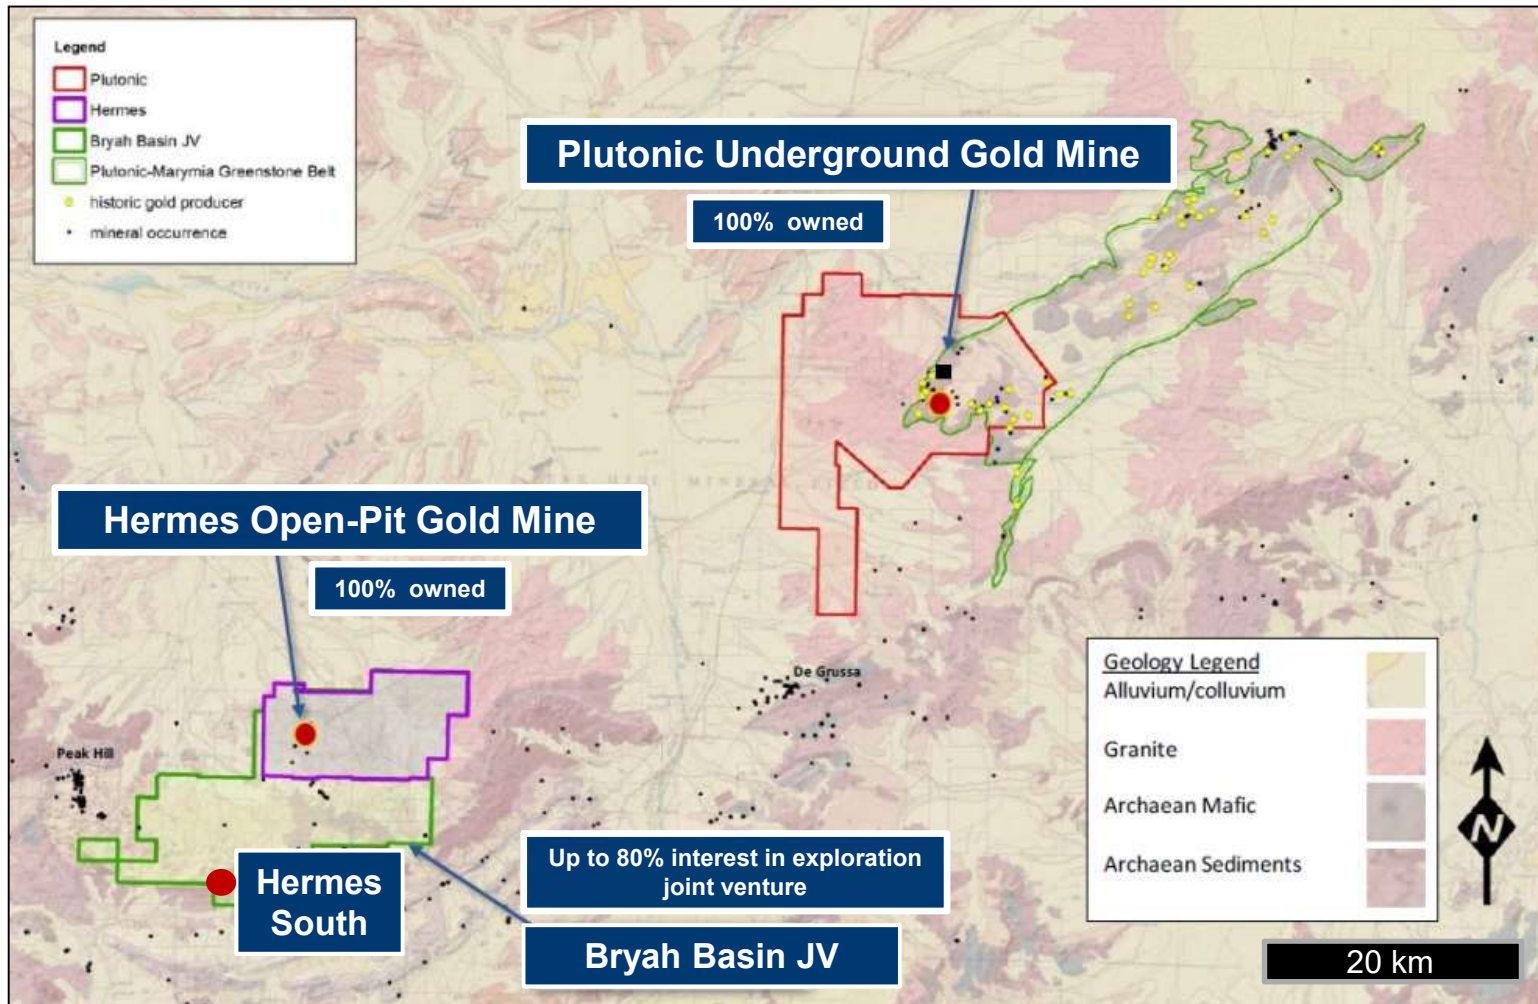 Legend
Plutonic
Hermes
Bryah Basin JV
Plutonic-Marymia Greenstone Belt
historic gold producer
mineral occurrence
Plutonic Underground Gold Mine
100% owned
Hermes Open-Pit Gold Mine
100% owned
De Grussa
Peak Hill
Hermes
South
Up to 80% interest in exploration
joint venture
Bryah Basin JV
Geology Legend
Alluvium/colluvium
Granite
Archaean Mafic
Archaean Sediments
N
20 km